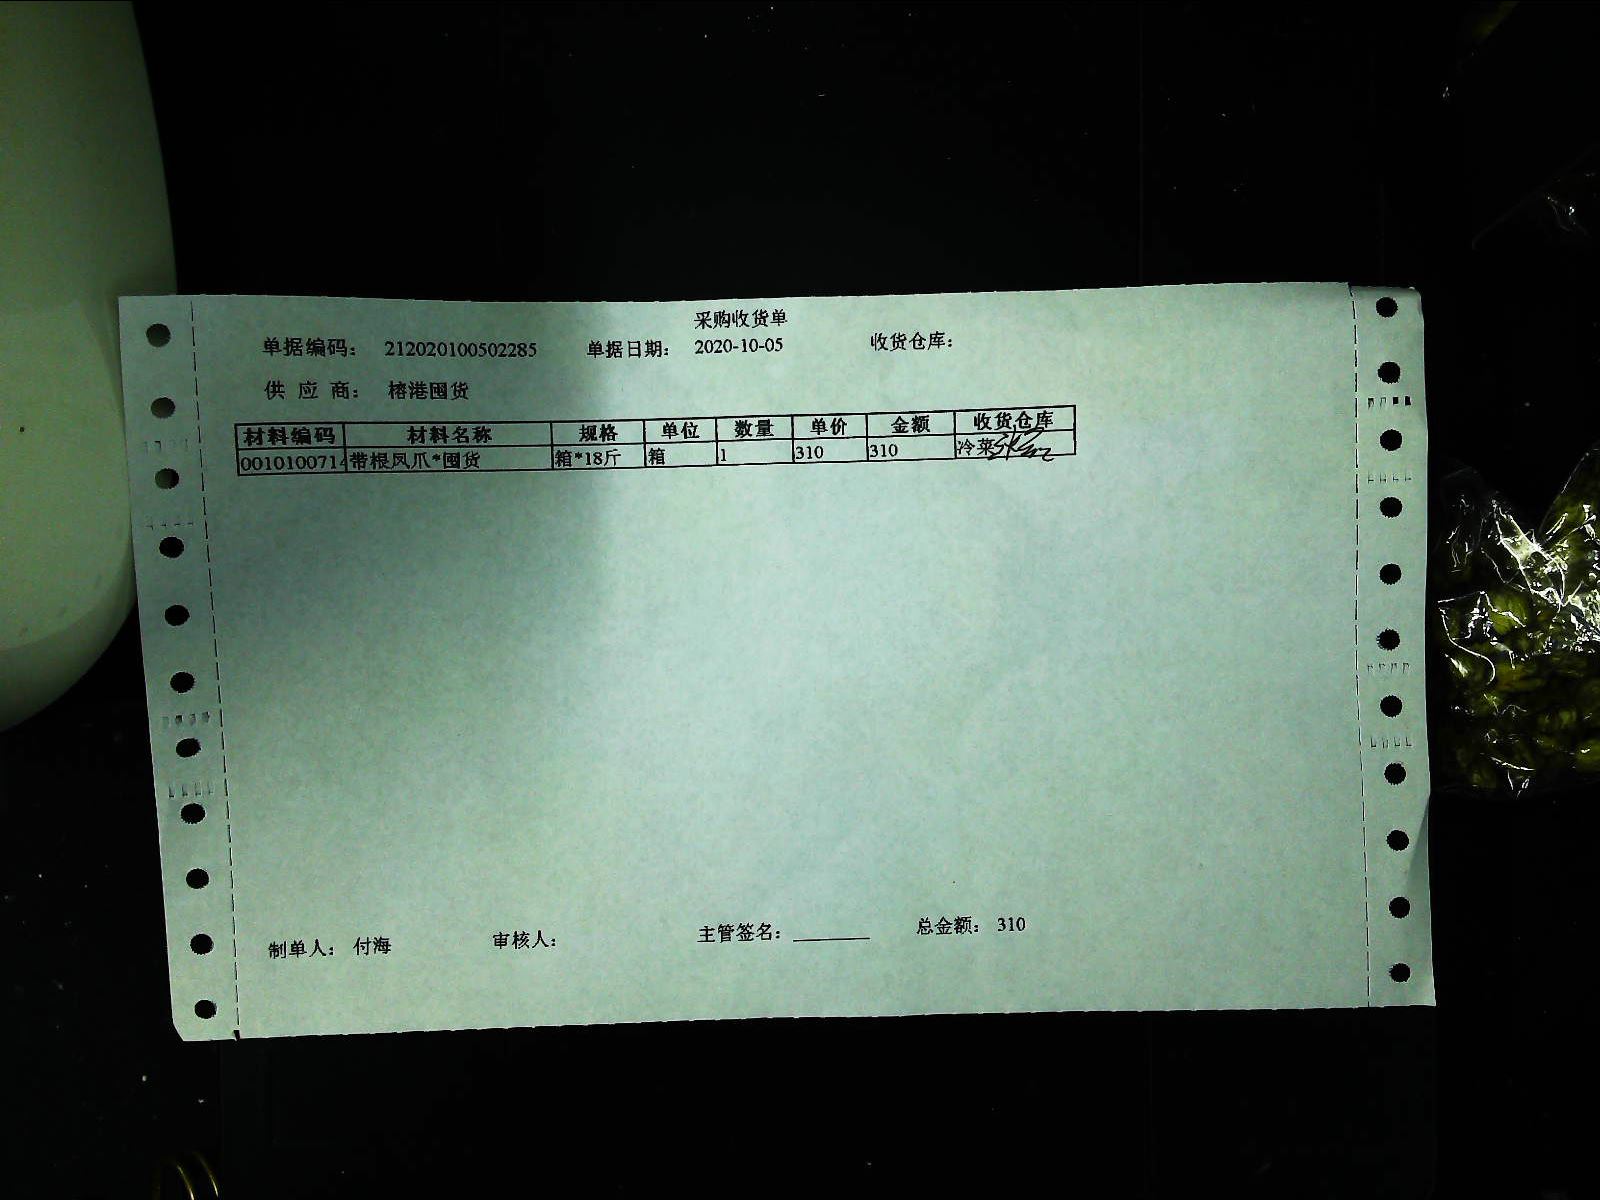 采购收货单
单据编码： 212020100502285 单据日期： 2020-10-05 收货仓库：
供 应 商： 榕港囤货
材料编码 材料名称 规格 单位 数量 单价 金额 收货仓库
0010100714 带根凤爪*囤货 箱*18斤 箱 1 310 310 冷菜
制单人： 付海 审核人： 主管签名： 总金额： 310